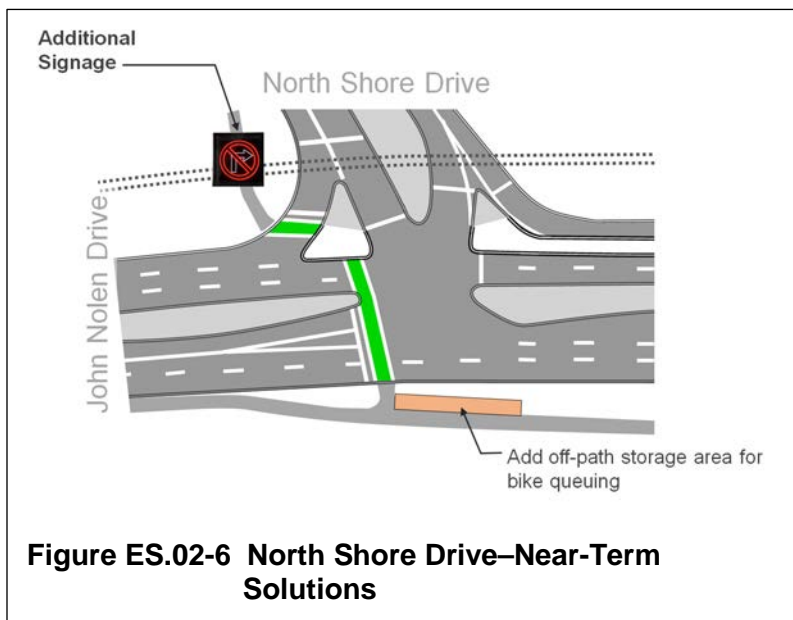 Additional
Signage
North Shore Drive
John Nolen Drive
Add off-path storage area for
bike queuing
Figure ES.02-6 North Shore Drive–Near-Term
Solutions